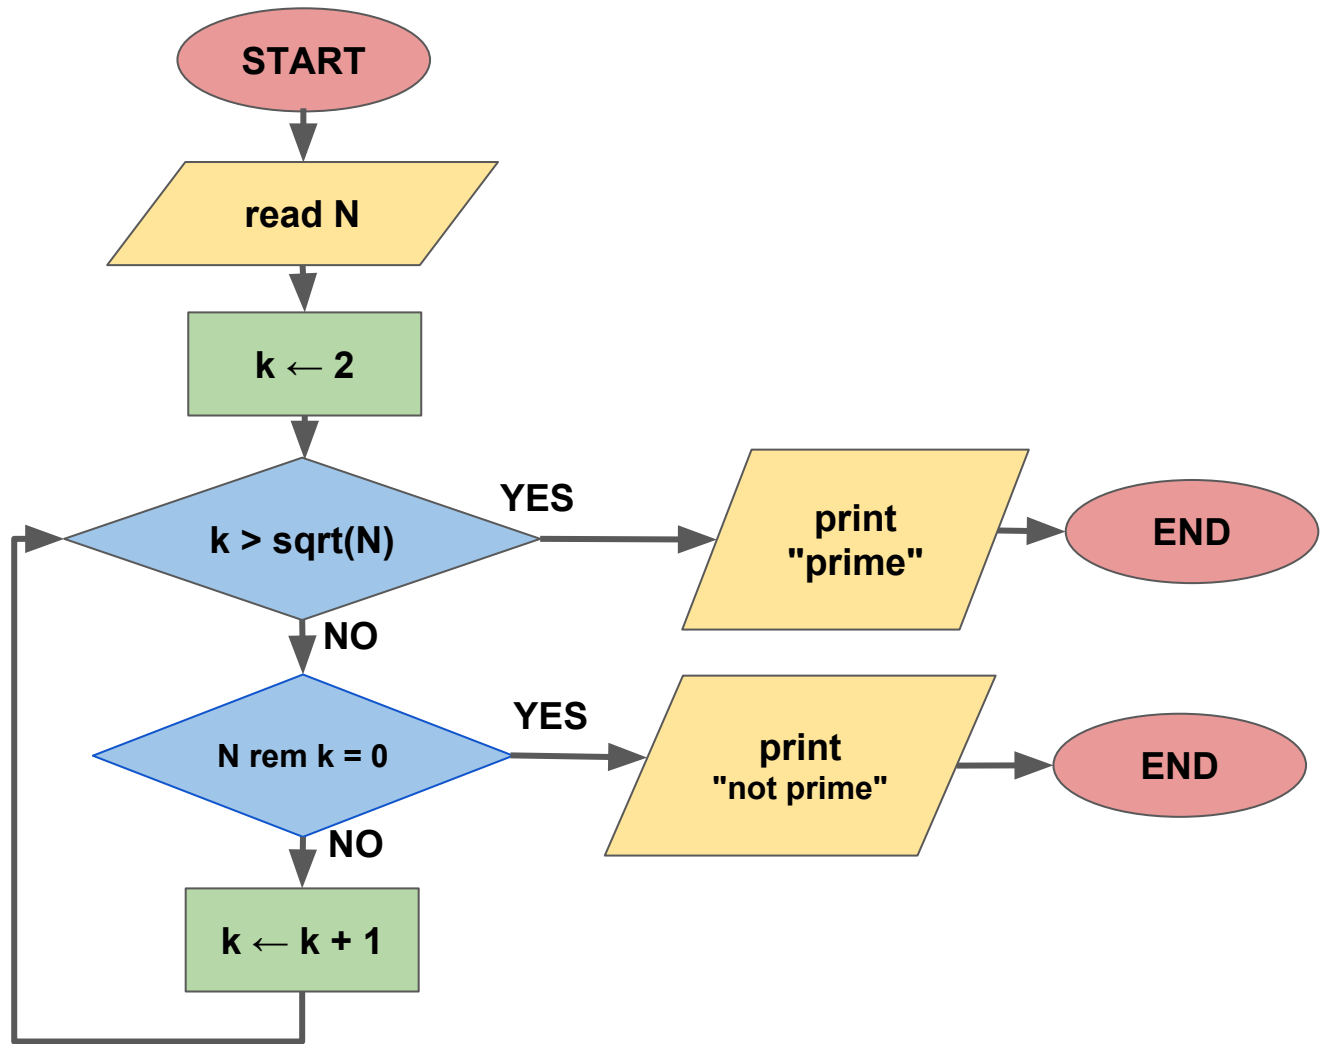 START
read N
k ← 2
k > sqrt(N)
YES
print
"prime"
END
NO
N rem k = 0
YES
print
"not prime"
END
NO
k ← k + 1